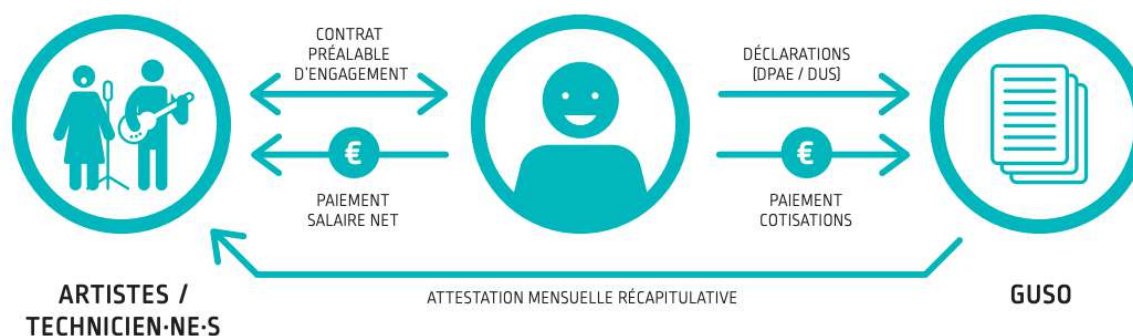 CONTRAT
PRÉALABLE
D'ENGAGEMENT
€
PAIEMENT
SALAIRE NET
DÉCLARATIONS
(DPAE / DUS)
€
PAIEMENT
COTISATIONS
ATTESTATION MENSUELLE RÉCAPITULATIVE
ARTISTES /
TECHNICIEN·NE·S
GUSO